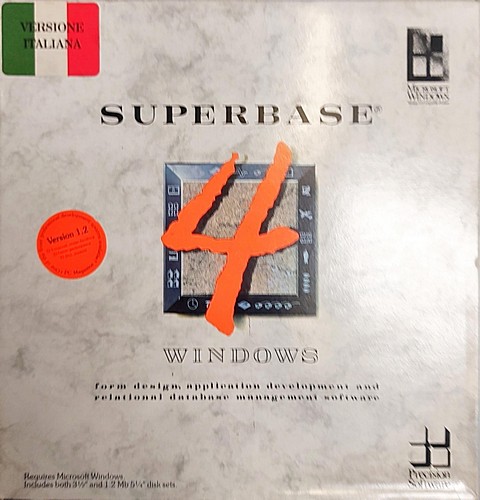 VERSIONE
ITALIANA
MICROSOFT
WINDOWS
SUPERBASE®
4
Version 1.2
WINDOWS
form design, application development and
relational database management software
Precision
Software
Requires Microsoft Windows
Includes both 3½" and 1.2 Mb 5¼" disk sets.